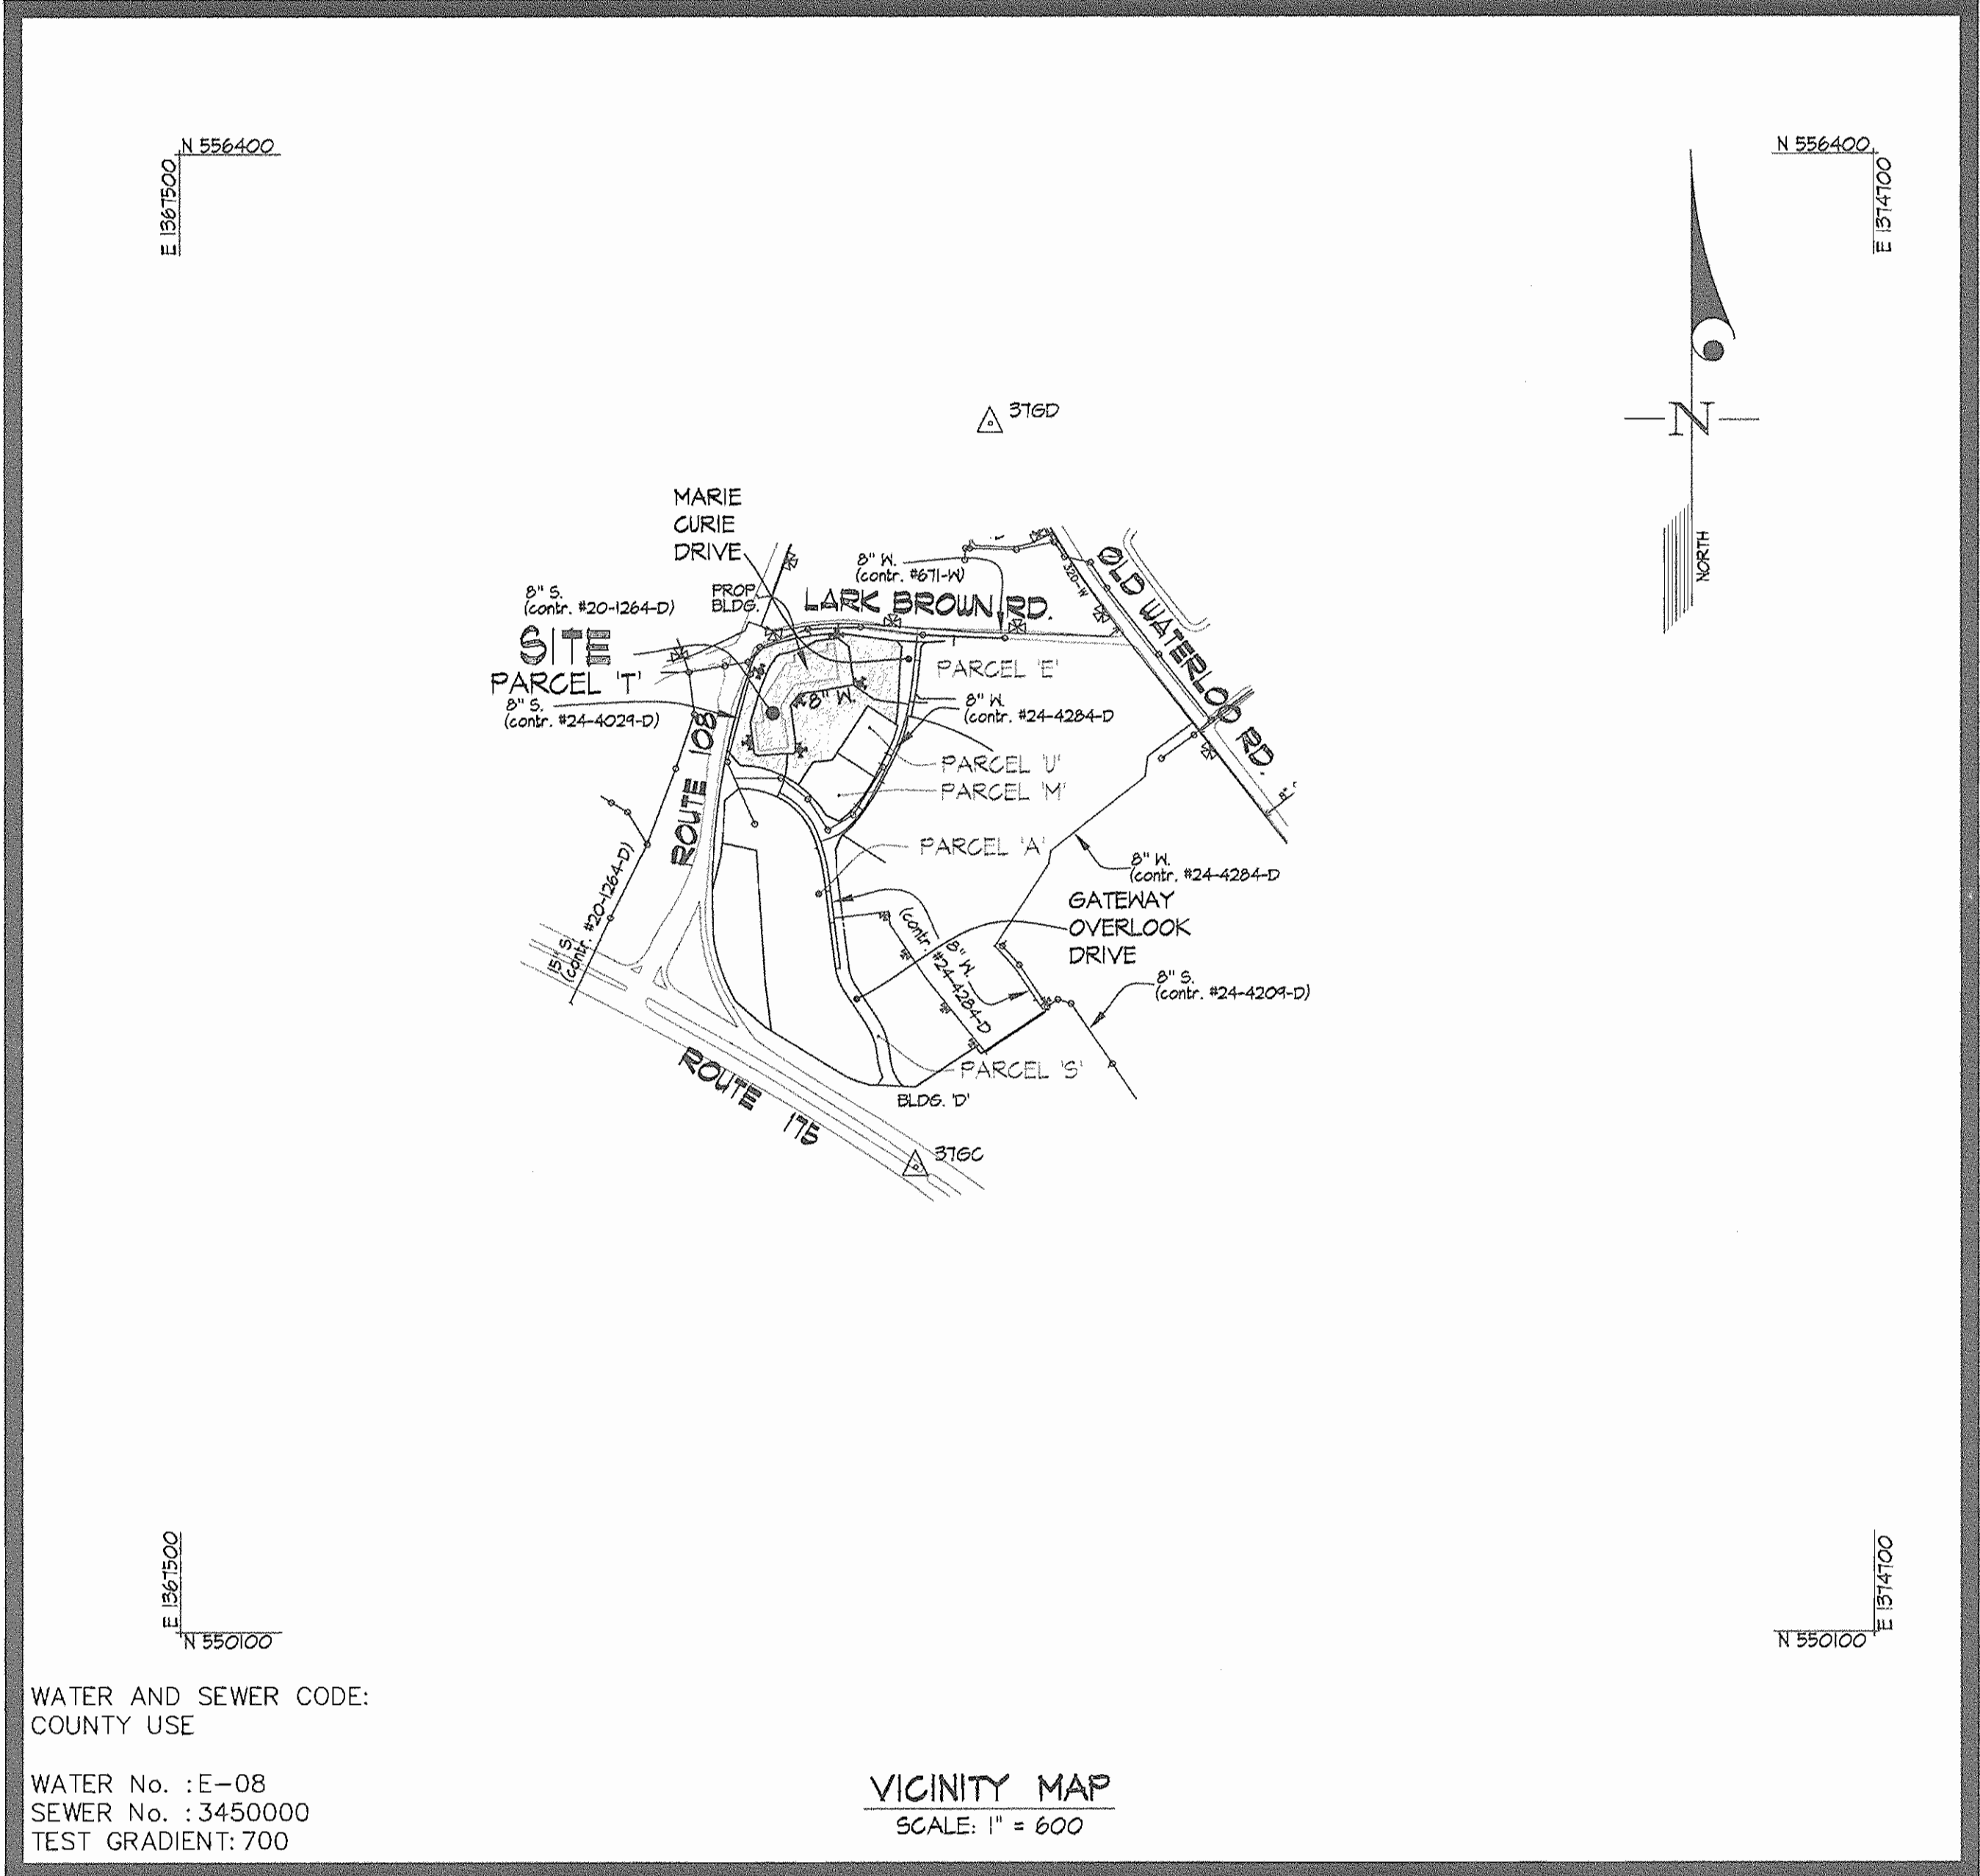 N 556400
E 1367500
N 556400
E 1374700
37GD
N
NORTH
MARIE
CURIE
DRIVE
8" W.
(contr. #671-W)
PROP.
BLDG.
LARK BROWN RD.
320-W
OLD WATERLOO RD.
8" S.
(contr. #20-1264-D)
SITE
PARCEL 'T'
8" S.
(contr. #24-4029-D)
8" W.
PARCEL 'E'
8" W.
(contr. #24-4284-D
ROUTE 108
PARCEL 'U'
PARCEL 'M'
PARCEL 'A'
8" W.
(contr. #24-4284-D
GATEWAY
OVERLOOK
DRIVE
15" S.
(contr. #20-1264-D)
8" W.
(contr. #24-4284-D
8" S.
(contr. #24-4209-D)
PARCEL 'S'
BLDG. 'D'
ROUTE 175
37GC
E 1367500
N 550100
E 1374700
N 550100
WATER AND SEWER CODE:
COUNTY USE
WATER No. :E-08
SEWER No. :3450000
TEST GRADIENT: 700
VICINITY MAP
SCALE: 1" = 600